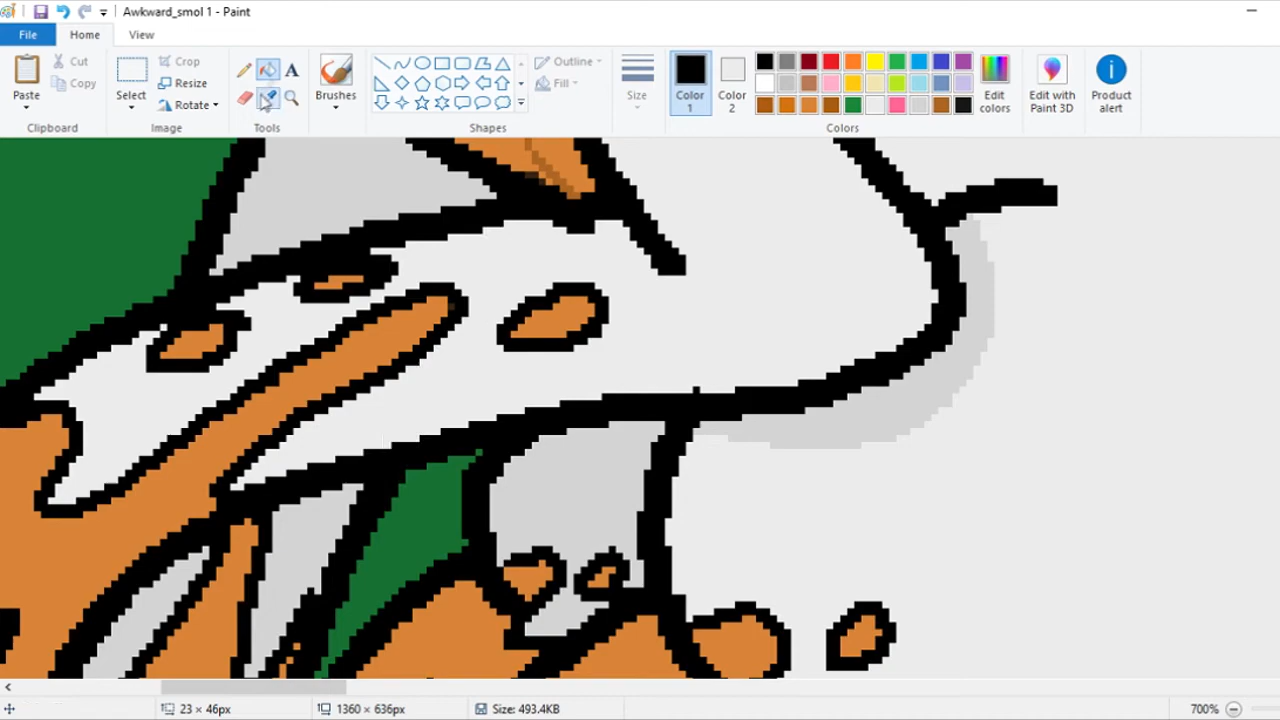 Awkward_smol 1 - Paint
File
Home
View
Paste
Cut
Copy
Clipboard
Select
Crop
Resize
Rotate
Image
A
Tools
Brushes
Shapes
Outline
Fill
Size
Color 1
Color 2
Edit colors
Colors
Edit with Paint 3D
Product alert
23 × 46px
1360 × 636px
Size: 493.4KB
700%